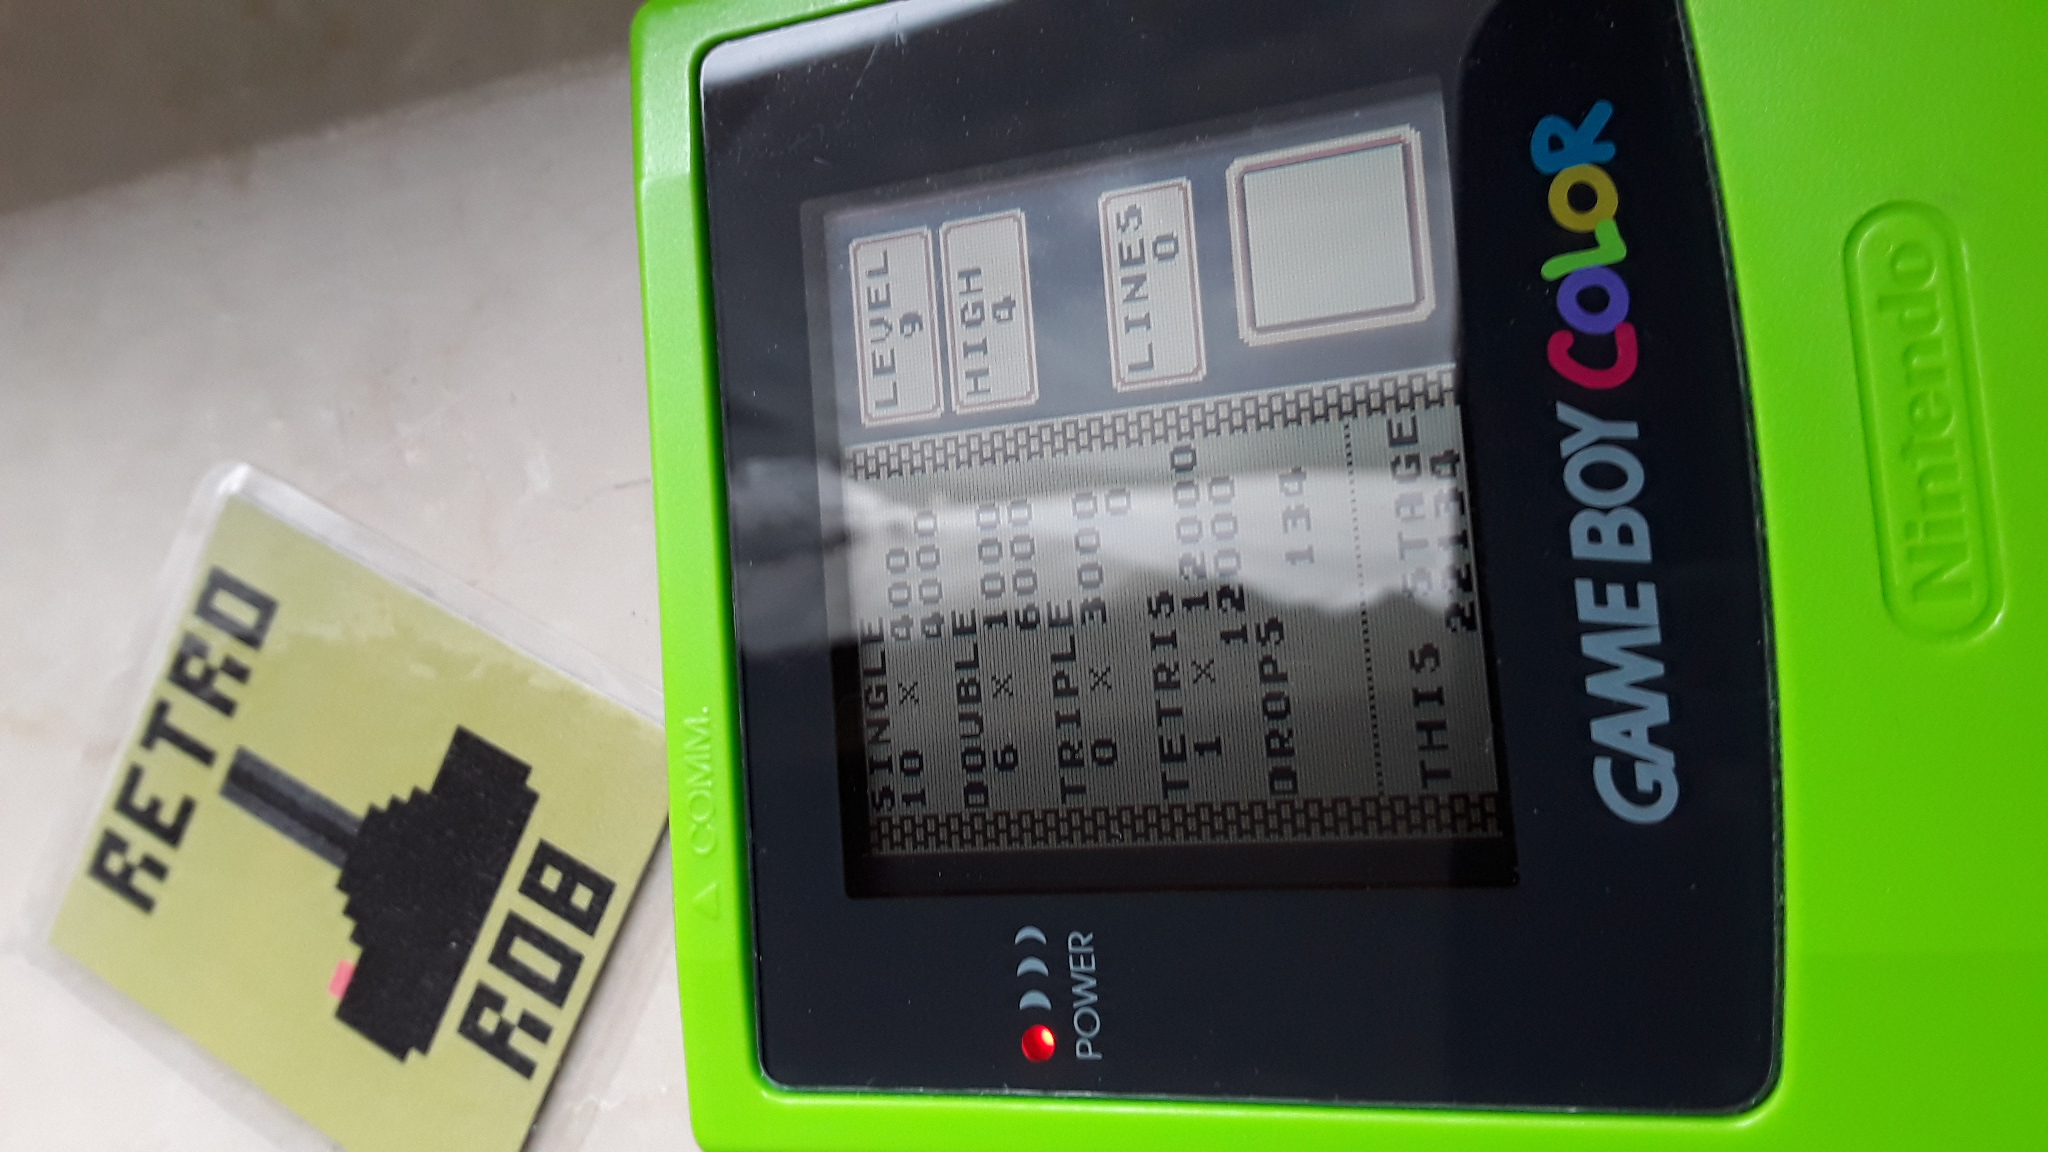 RETRO
ROB
COMM.
POWER
SINGLE
10 × 400
4000
DOUBLE
6 × 1000
6000
TRIPLE
0 × 3000
0
TETRIS
1 × 12000
12000
DROPS
134
THIS STAGE
22134
LEVEL
9
HIGH
4
LINES
0
GAME BOY COLOR
Nintendo